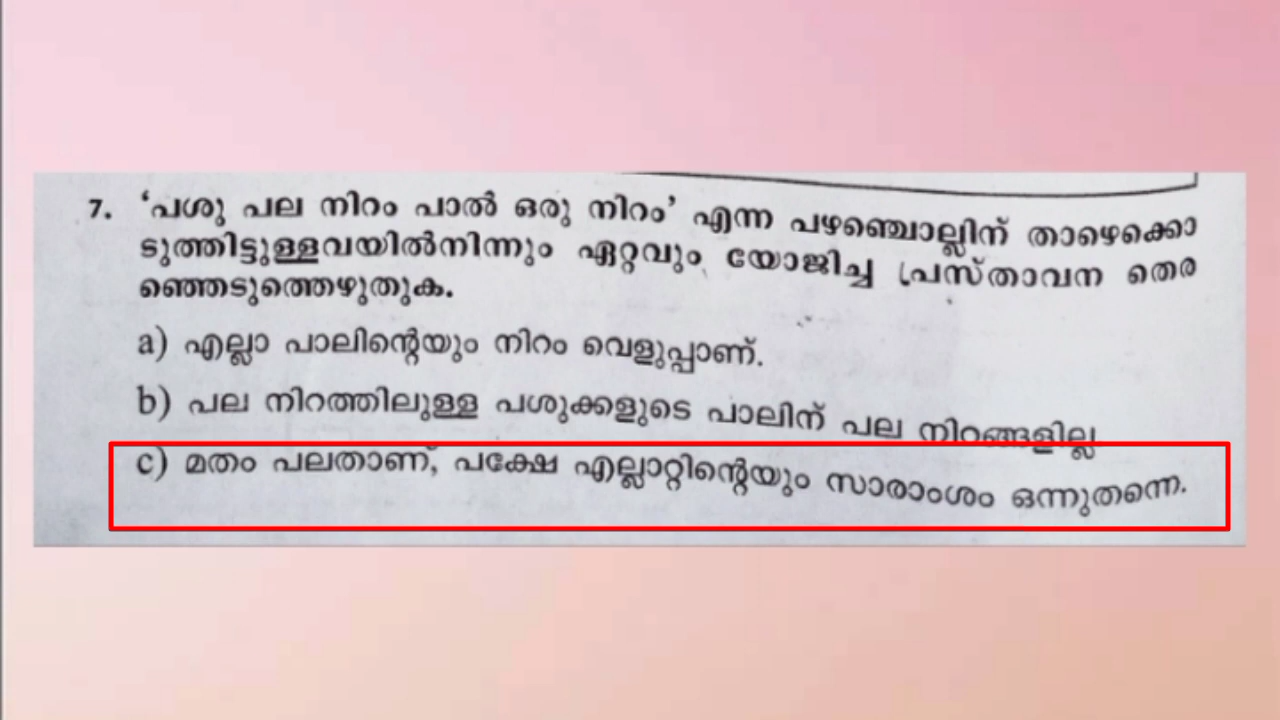 7. ‘പശു പല നിറം പാൽ ഒരു നിറം’ എന്ന പഴഞ്ചൊല്ലിന് താഴെക്കൊ
ടുത്തിട്ടുള്ളവയിൽനിന്നും ഏറ്റവും യോജിച്ച പ്രസ്താവന തെര
ഞ്ഞെടുത്തെഴുതുക.
a) എല്ലാ പാലിന്റെയും നിറം വെളുപ്പാണ്.
b) പല നിറത്തിലുള്ള പശുക്കളുടെ പാലിന് പല നിറങ്ങളില്ല
c) മതം പലതാണ്, പക്ഷേ എല്ലാറ്റിന്റെയും സാരാംശം ഒന്നുതന്നെ.